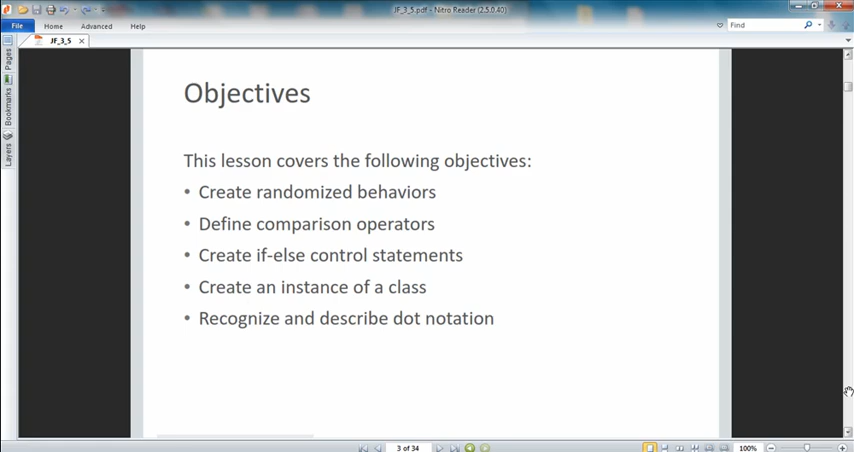 JF_3_5.pdf - Nitro Reader (2.5.0.40)
File Home Advanced Help
Find
JF_3_5
Pages
Bookmarks
Layers
Objectives
This lesson covers the following objectives:
• Create randomized behaviors
• Define comparison operators
• Create if-else control statements
• Create an instance of a class
• Recognize and describe dot notation
3 of 34
100%